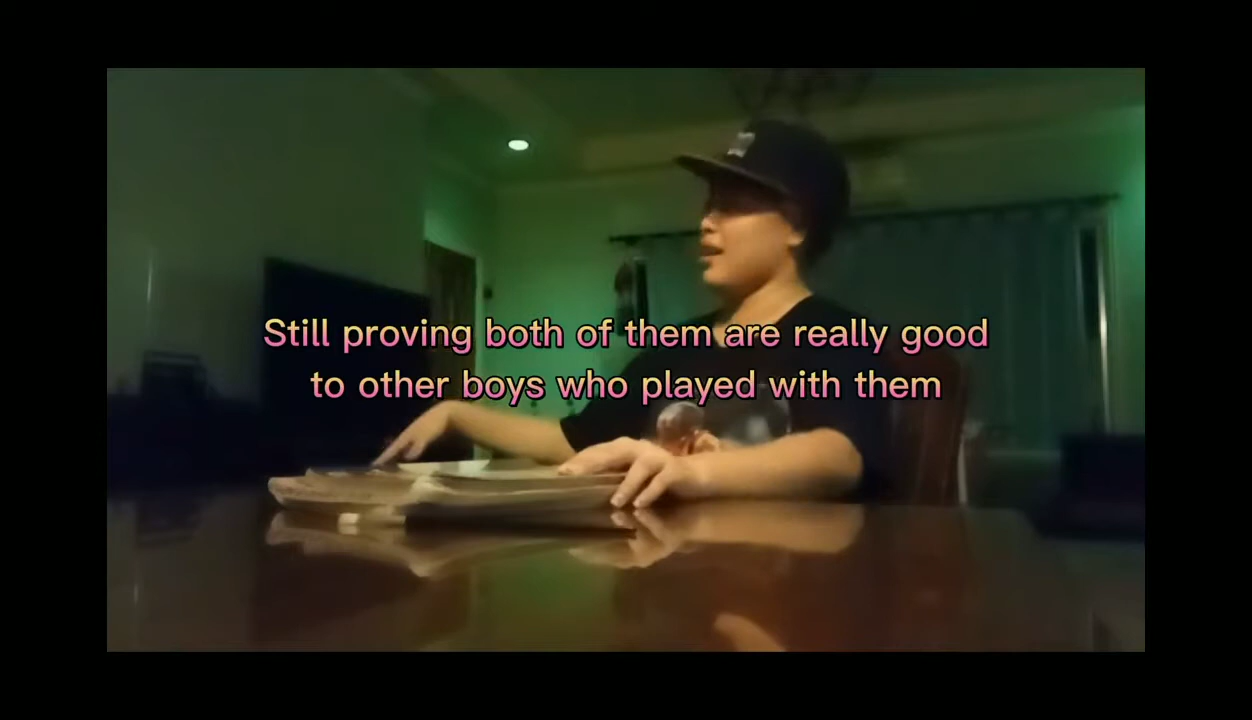 Still proving both of them are really good
to other boys who played with them